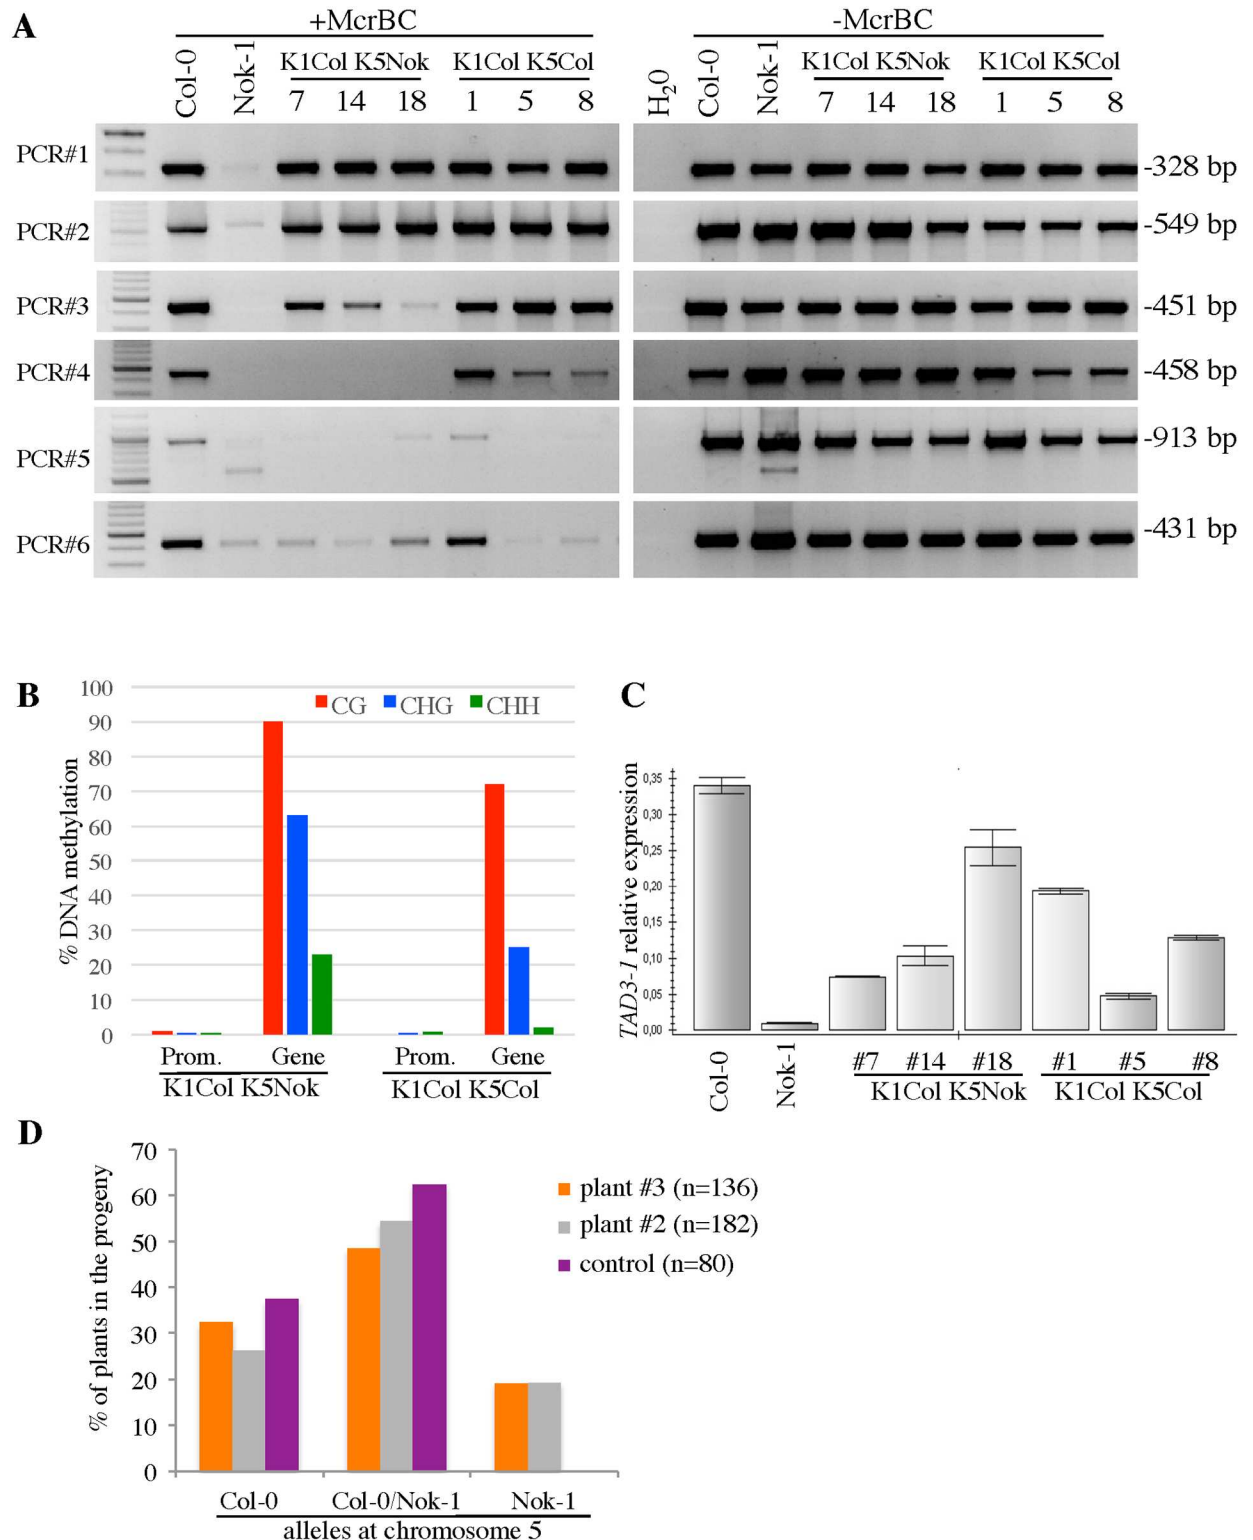 A
+McrBC
-McrBC
Col-0
Nok-1
K1Col K5Nok
K1Col K5Col
7 14 18 1 5 8
H20
Col-0
Nok-1
K1Col K5Nok
K1Col K5Col
7 14 18 1 5 8
PCR#1
-328 bp
PCR#2
-549 bp
PCR#3
-451 bp
PCR#4
-458 bp
PCR#5
-913 bp
PCR#6
-431 bp
B
% DNA methylation
100
90
80
70
60
50
40
30
20
10
0
CG CHG CHH
Prom. Gene Prom. Gene
K1Col K5Nok K1Col K5Col
C
TAD3-1 relative expression
0,35
0,30
0,25
0,20
0,15
0,10
0,05
0,00
Col-0
Nok-1
#7 #14 #18 #1 #5 #8
K1Col K5Nok K1Col K5Col
D
% of plants in the progeny
70
60
50
40
30
20
10
0
plant #3 (n=136)
plant #2 (n=182)
control (n=80)
Col-0 Col-0/Nok-1 Nok-1
alleles at chromosome 5